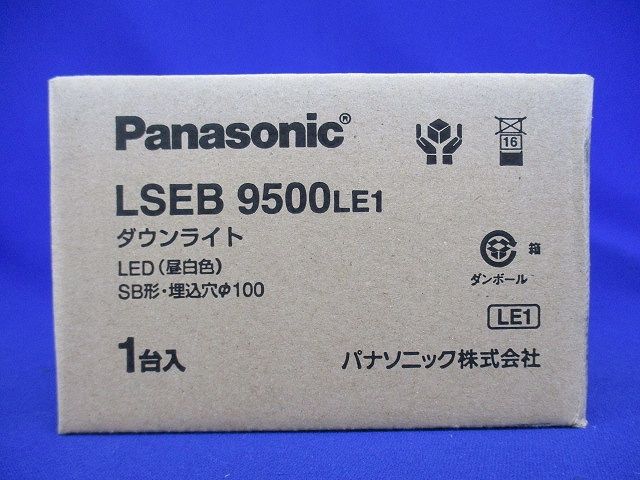 Panasonic®
16
LSEB 9500LE1
ダウンライト
LED(昼白色)
SB形・埋込穴φ100
箱
ダンボール
LE1
1台入
パナソニック株式会社